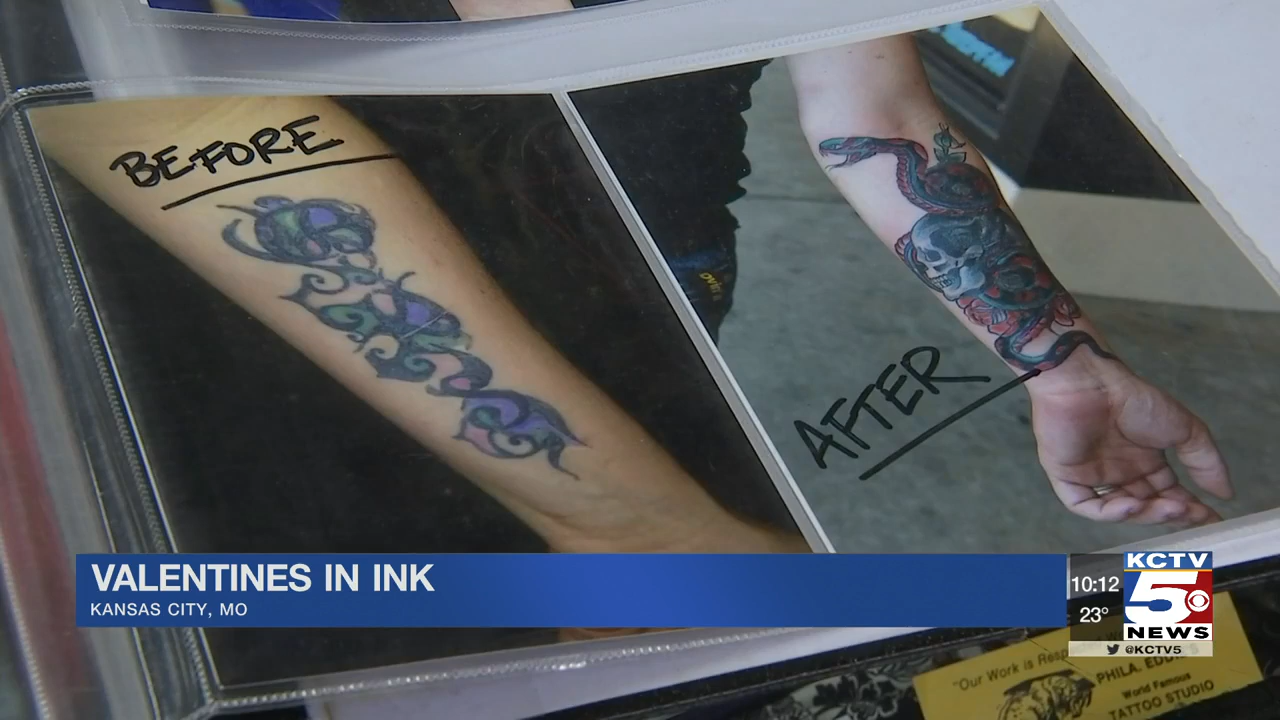 BEFORE
AFTER
VALENTINES IN INK
KANSAS CITY, MO
10:12
23°
KCTV
5
NEWS
@KCTV5
"Our Work is
PHILA. EDDIE'S
World Famous
TATTOO STUDIO